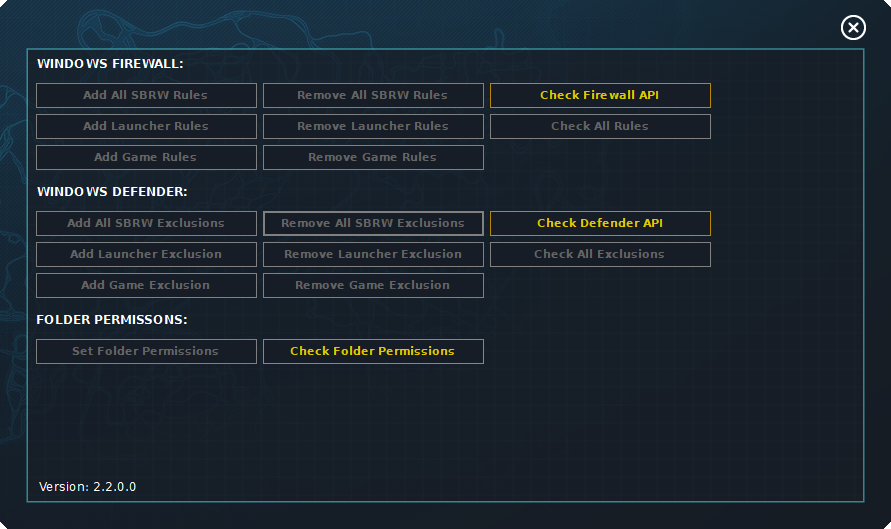 WINDOWS FIREWALL:
Add All SBRW Rules Remove All SBRW Rules Check Firewall API
Add Launcher Rules Remove Launcher Rules Check All Rules
Add Game Rules Remove Game Rules
WINDOWS DEFENDER:
Add All SBRW Exclusions Remove All SBRW Exclusions Check Defender API
Add Launcher Exclusion Remove Launcher Exclusion Check All Exclusions
Add Game Exclusion Remove Game Exclusion
FOLDER PERMISSONS:
Set Folder Permissions Check Folder Permissions
Version: 2.2.0.0